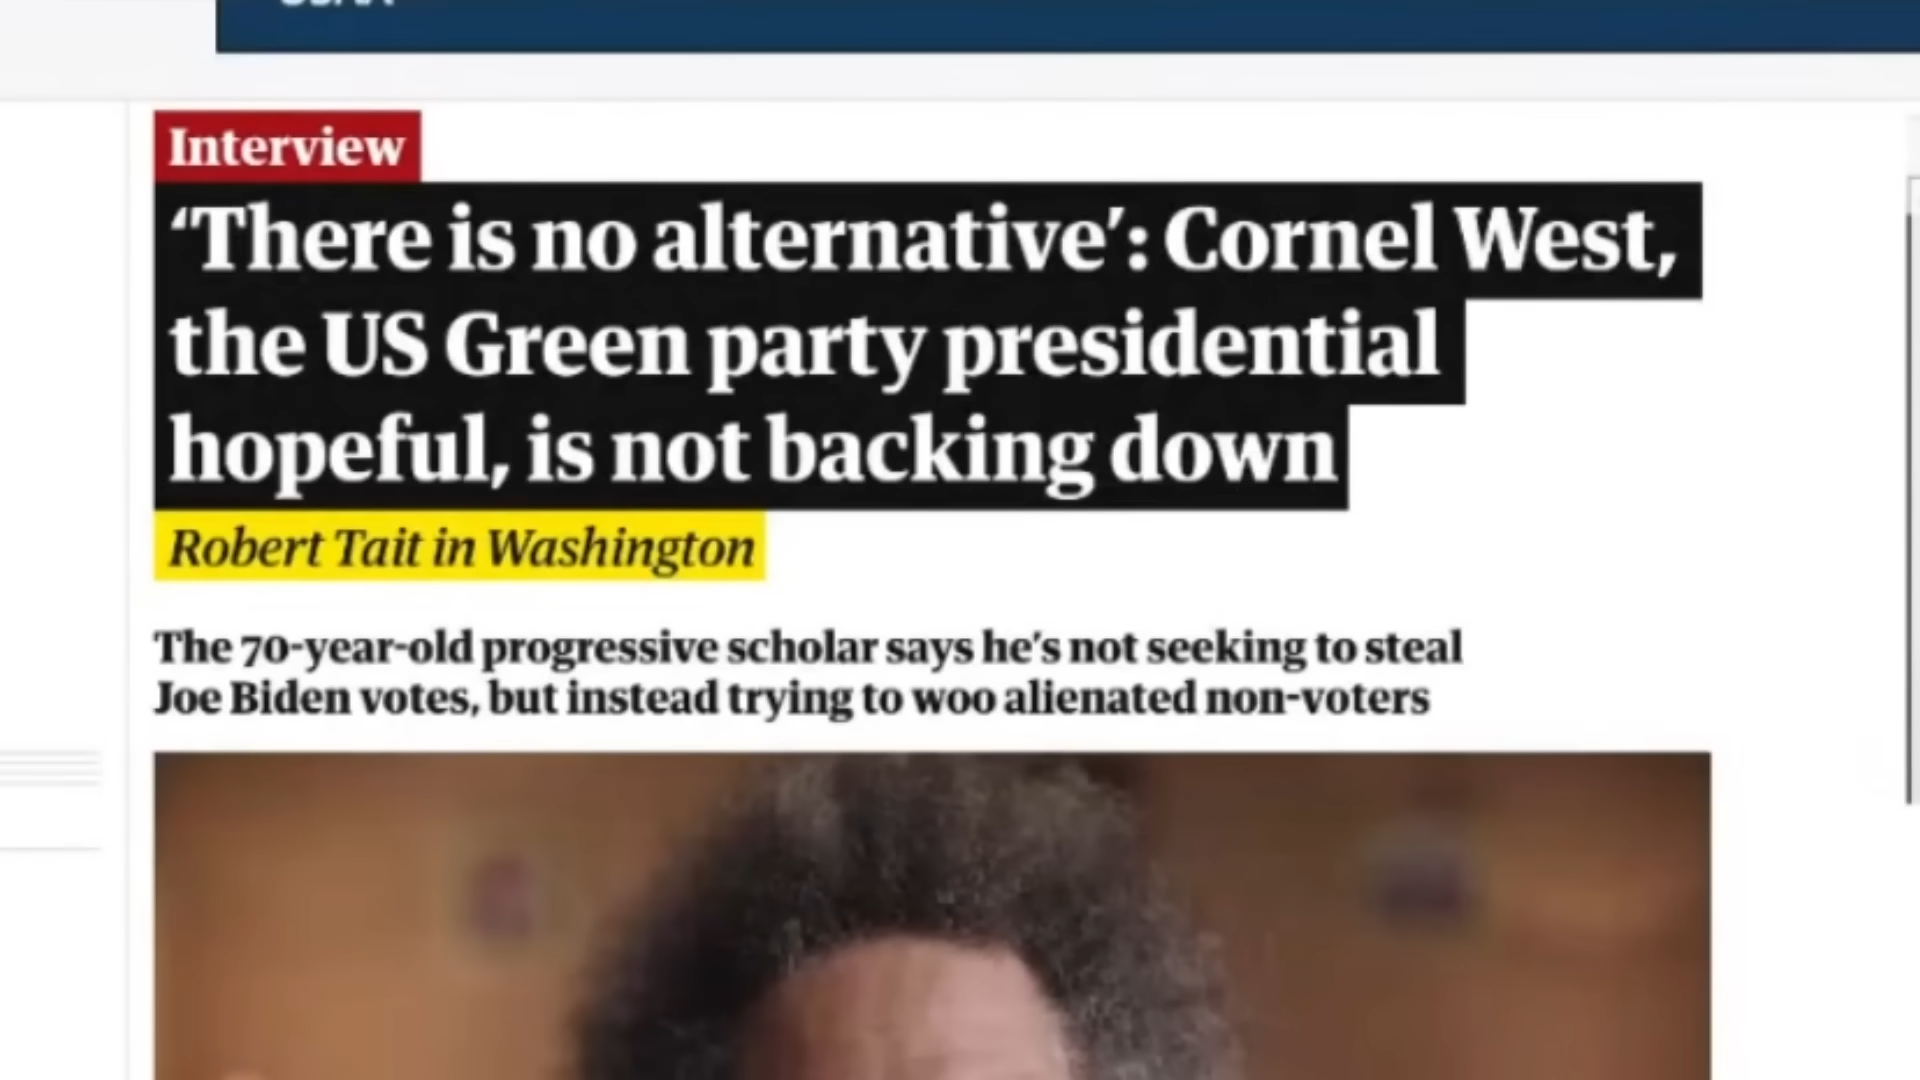 Interview
‘There is no alternative’: Cornel West,
the US Green party presidential
hopeful, is not backing down
Robert Tait in Washington
The 70-year-old progressive scholar says he’s not seeking to steal
Joe Biden votes, but instead trying to woo alienated non-voters